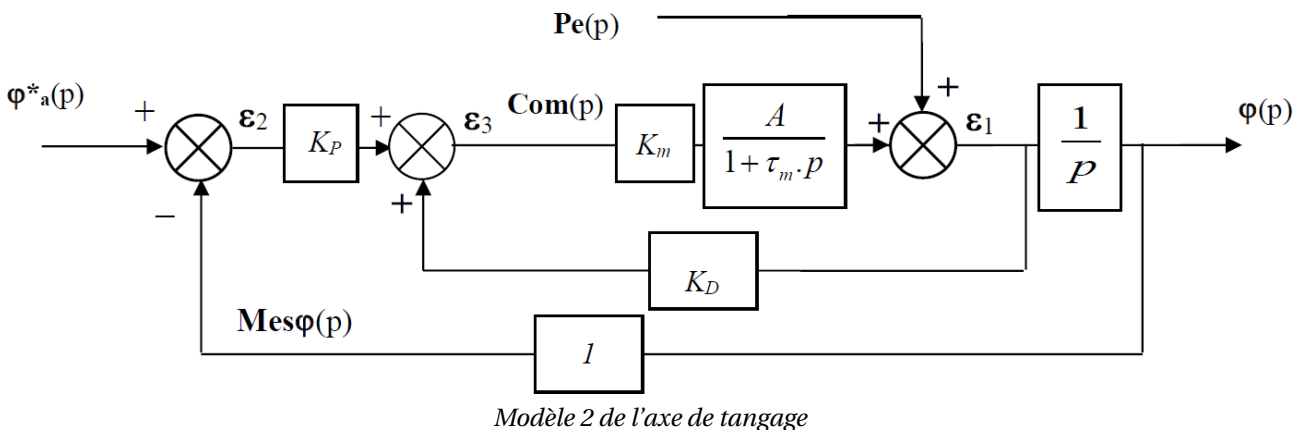 Pe(p)
φ*a(p)
+
ε2
KP
+
ε3
Com(p)
Km
A
1 + τm. p
+
+
ε1
1
p
φ(p)
−
+
KD
Mesφ(p)
1
Modèle 2 de l'axe de tangage